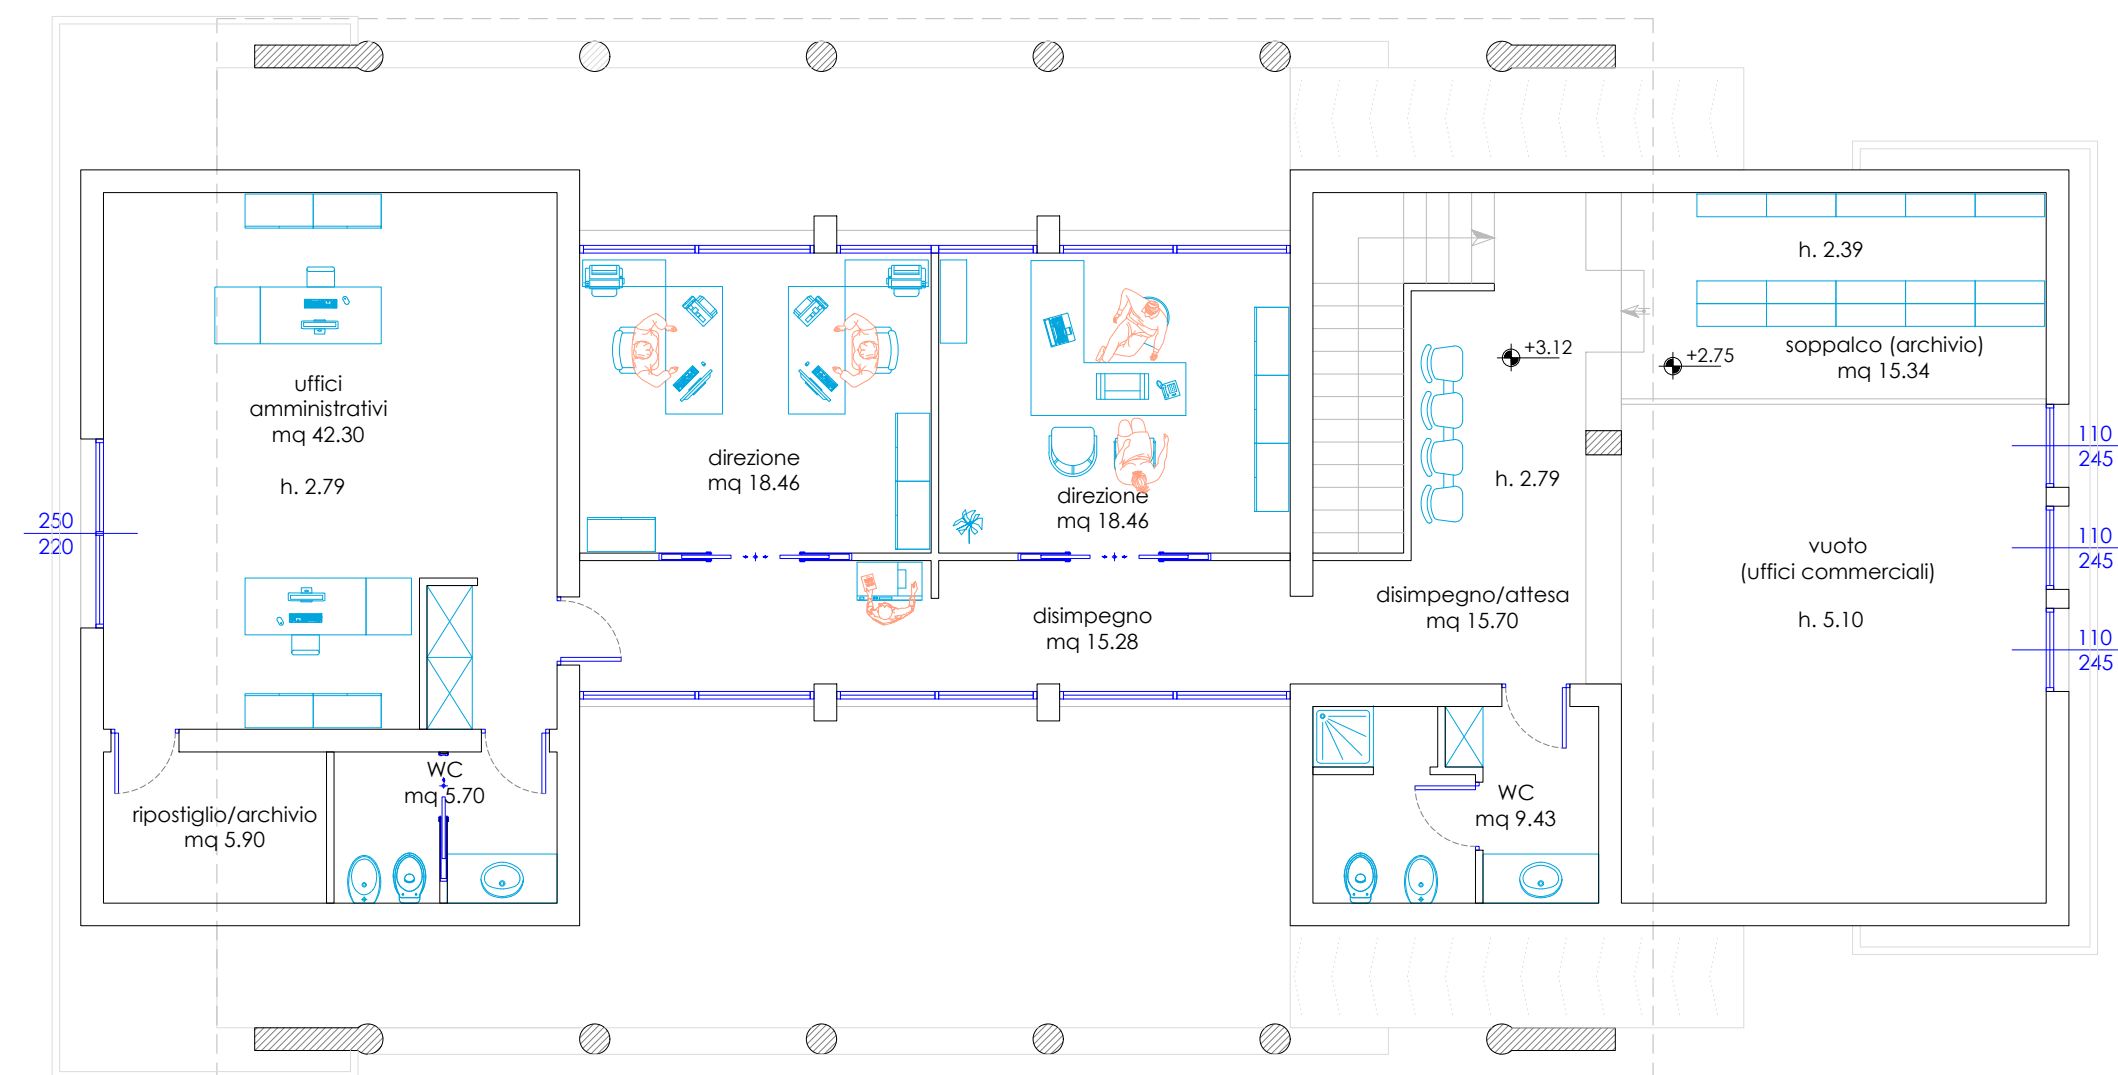 h. 2.39
+3.12
+2.75
soppalco (archivio)
mq 15.34
uffici
amministrativi
mq 42.30
h. 2.79
direzione
mq 18.46
direzione
mq 18.46
h. 2.79
110
245
250
220
110
245
vuoto
(uffici commerciali)
h. 5.10
disimpegno/attesa
mq 15.70
disimpegno
mq 15.28
110
245
WC
mq 5.70
ripostiglio/archivio
mq 5.90
WC
mq 9.43